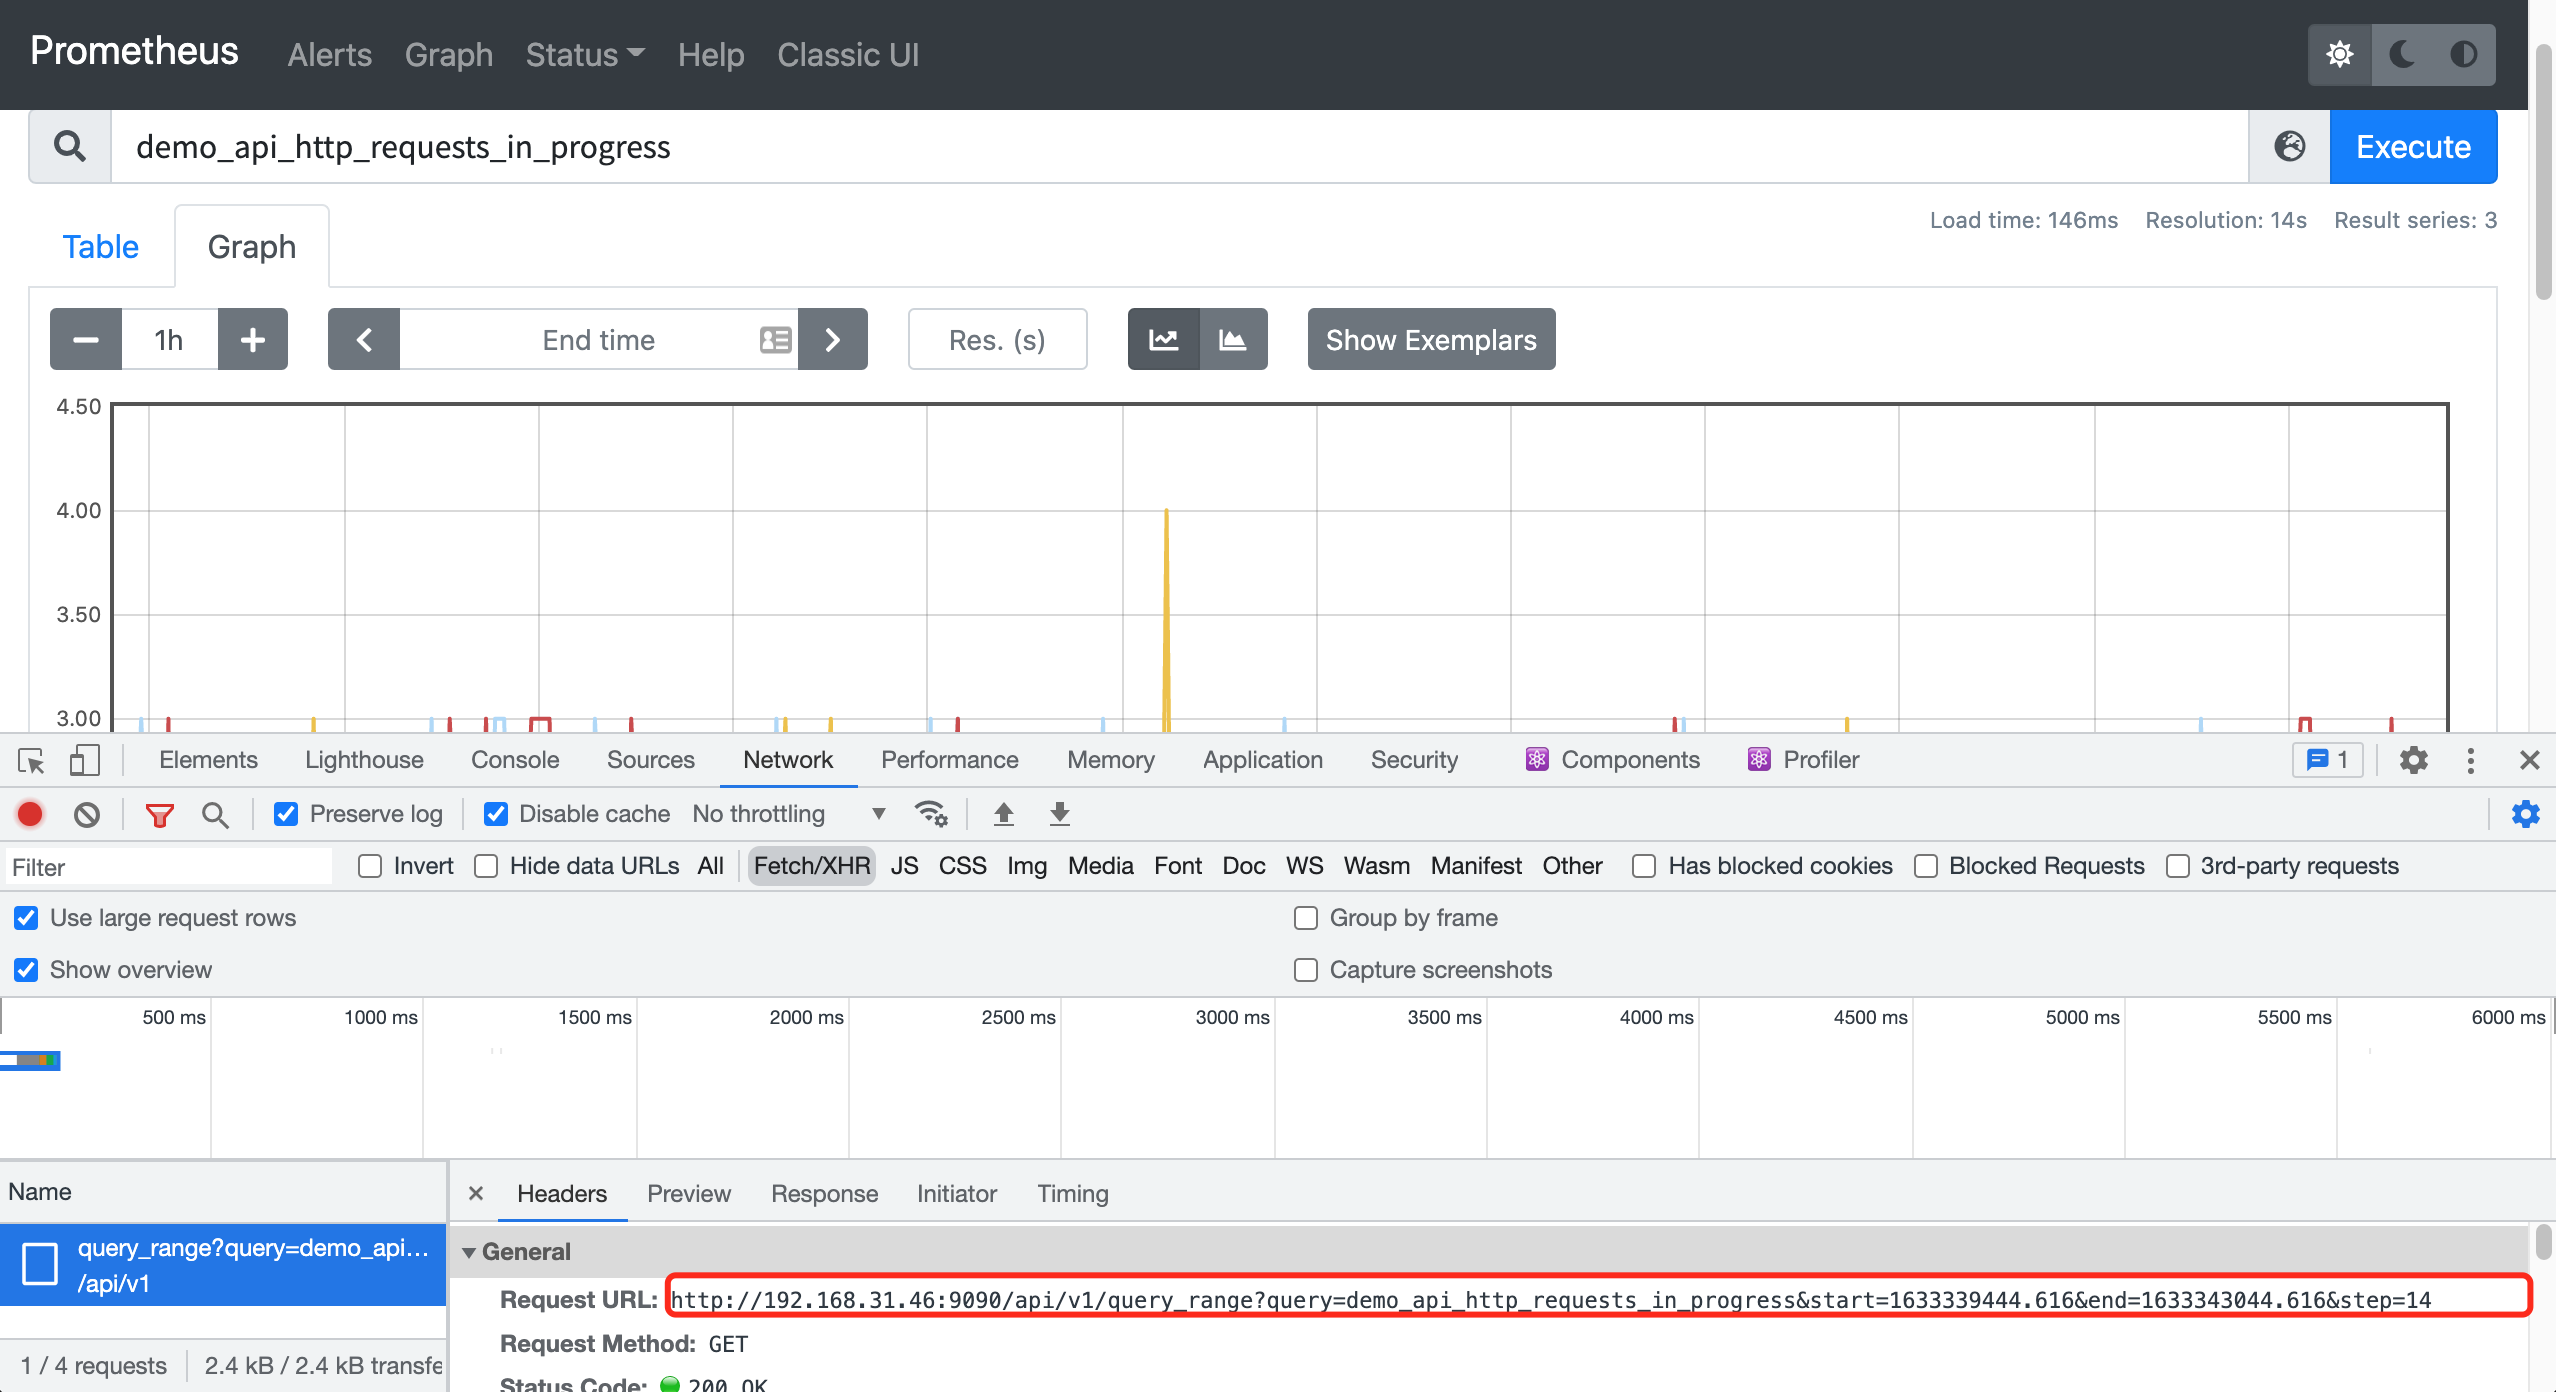 Prometheus Alerts Graph Status Help Classic UI
demo_api_http_requests_in_progress Execute
Load time: 146ms Resolution: 14s Result series: 3
Table Graph
1h End time Res. (s) Show Exemplars
4.50
4.00
3.50
3.00
Elements Lighthouse Console Sources Network Performance Memory Application Security Components Profiler 1
Preserve log Disable cache No throttling
Filter Invert Hide data URLs All Fetch/XHR JS CSS Img Media Font Doc WS Wasm Manifest Other Has blocked cookies Blocked Requests 3rd-party requests
Use large request rows Group by frame
Show overview Capture screenshots
500 ms 1000 ms 1500 ms 2000 ms 2500 ms 3000 ms 3500 ms 4000 ms 4500 ms 5000 ms 5500 ms 6000 ms
Name × Headers Preview Response Initiator Timing
query_range?query=demo_api…
/api/v1
General
Request URL: http://192.168.31.46:9090/api/v1/query_range?query=demo_api_http_requests_in_progress&start=1633339444.616&end=1633343044.616&step=14
Request Method: GET
Status Code: 200 OK
1 / 4 requests 2.4 kB / 2.4 kB transfe